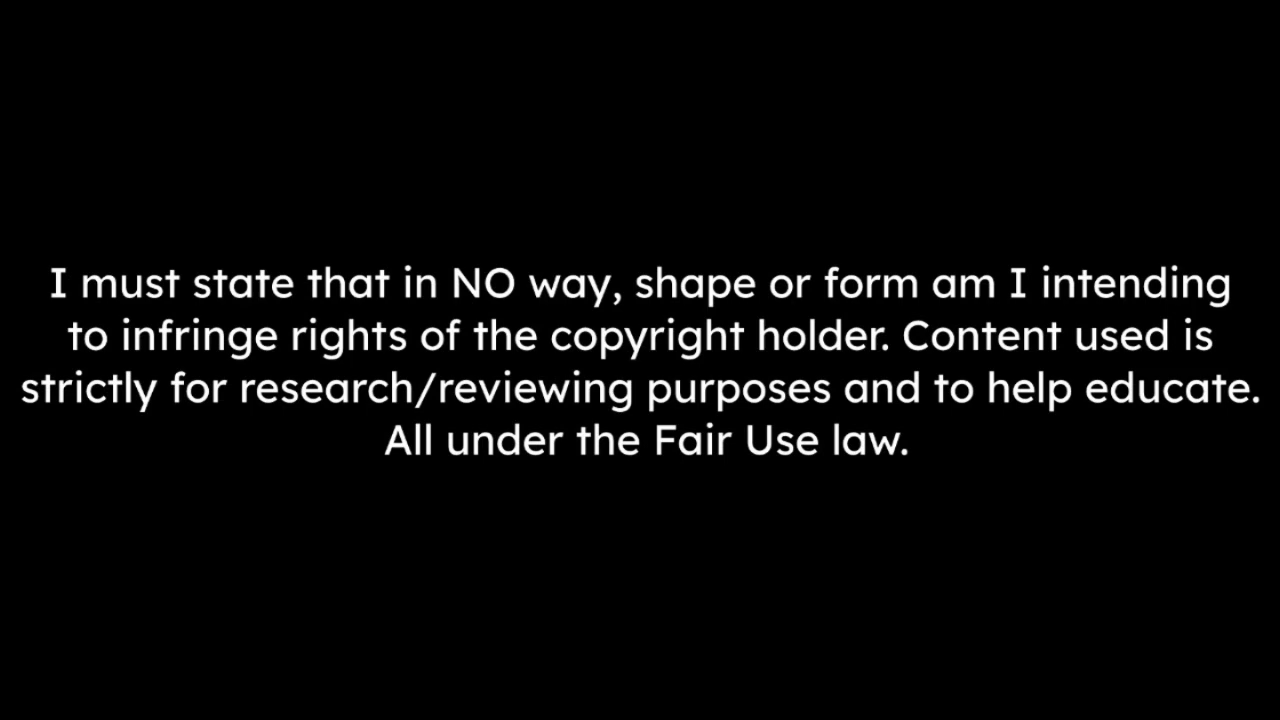 I must state that in NO way, shape or form am I intending
to infringe rights of the copyright holder. Content used is
strictly for research/reviewing purposes and to help educate.
All under the Fair Use law.